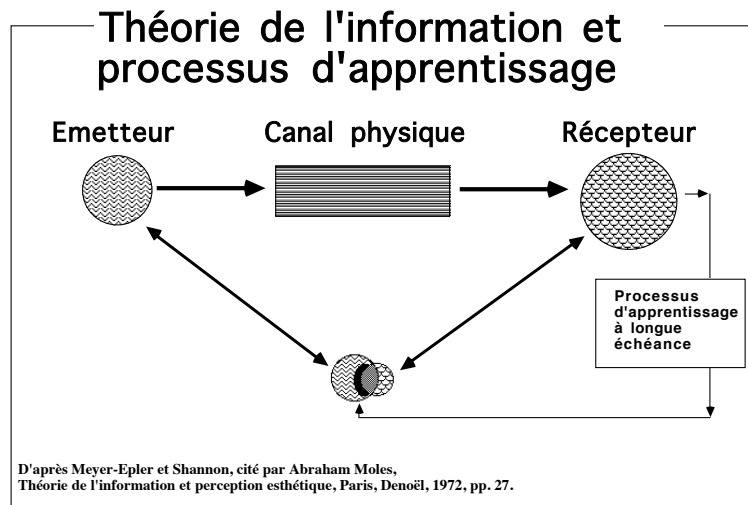 Théorie de l'information et
processus d'apprentissage
Emetteur
Canal physique
Récepteur
Processus
d'apprentissage
à longue
échéance
D'après Meyer-Epler et Shannon, cité par Abraham Moles,
Théorie de l'information et perception esthétique, Paris, Denoël, 1972, pp. 27.